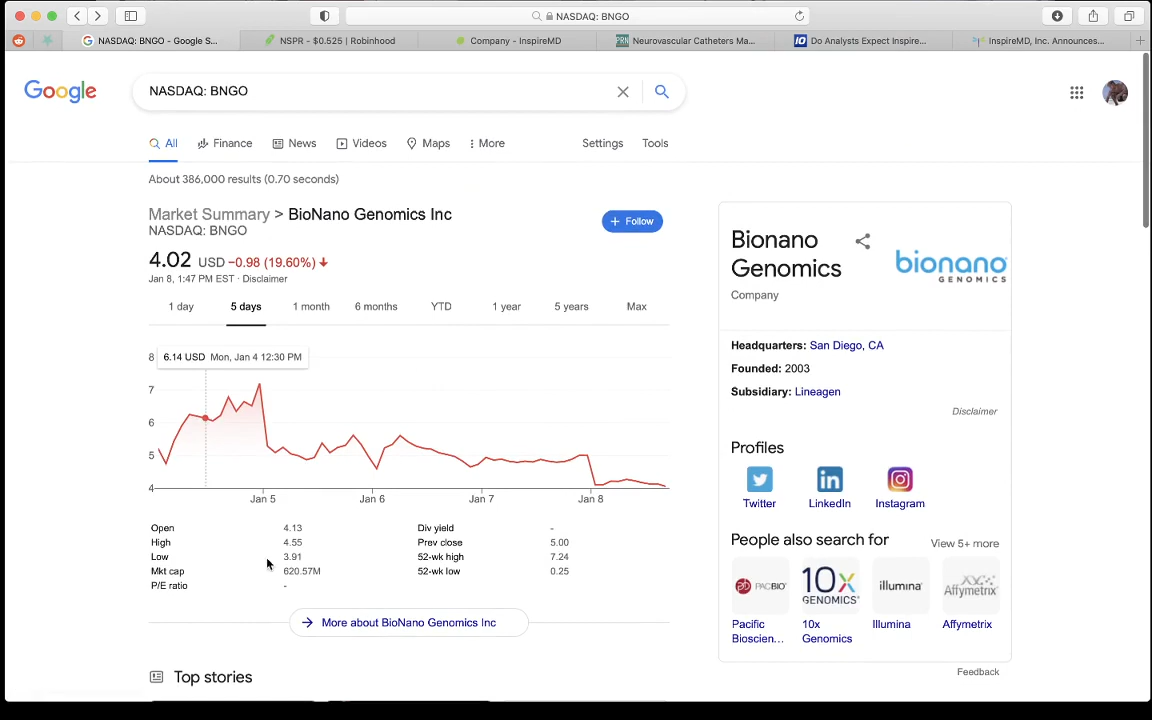 NASDAQ: BNGO
NASDAQ: BNGO - Google S...
NSPR - $0.525 | Robinhood
Company - InspireMD
PRN
Neurovascular Catheters Ma...
IO
Do Analysts Expect Inspire...
InspireMD, Inc. Announces...
Google
NASDAQ: BNGO
All
Finance
News
Videos
Maps
More
Settings
Tools
About 386,000 results (0.70 seconds)
Market Summary > BioNano Genomics Inc
NASDAQ: BNGO
+ Follow
4.02 USD −0.98 (19.60%)
Jan 8, 1:47 PM EST · Disclaimer
1 day
5 days
1 month
6 months
YTD
1 year
5 years
Max
8
6.14 USD Mon, Jan 4 12:30 PM
7
6
5
4
Jan 5
Jan 6
Jan 7
Jan 8
Open 4.13 Div yield -
High 4.55 Prev close 5.00
Low 3.91 52-wk high 7.24
Mkt cap 620.57M 52-wk low 0.25
P/E ratio -
More about BioNano Genomics Inc
Top stories
Bionano
Genomics
Company
bionano
GENOMICS
Headquarters: San Diego, CA
Founded: 2003
Subsidiary: Lineagen
Disclaimer
Profiles
Twitter
LinkedIn
Instagram
People also search for
View 5+ more
PACBIO
10X
GENOMICS
illumina
Affymetrix
Pacific
Bioscien...
10x
Genomics
Illumina
Affymetrix
Feedback